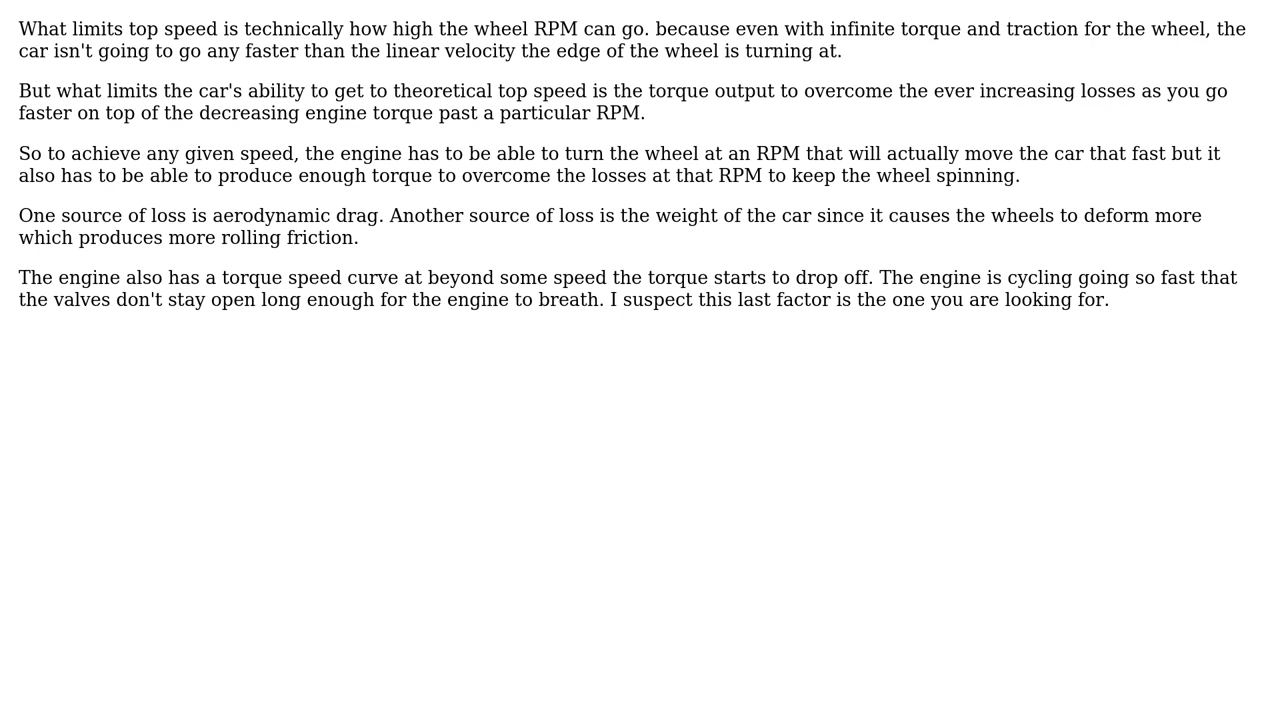 What limits top speed is technically how high the wheel RPM can go. because even with infinite torque and traction for the wheel, the
car isn't going to go any faster than the linear velocity the edge of the wheel is turning at.
But what limits the car's ability to get to theoretical top speed is the torque output to overcome the ever increasing losses as you go
faster on top of the decreasing engine torque past a particular RPM.
So to achieve any given speed, the engine has to be able to turn the wheel at an RPM that will actually move the car that fast but it
also has to be able to produce enough torque to overcome the losses at that RPM to keep the wheel spinning.
One source of loss is aerodynamic drag. Another source of loss is the weight of the car since it causes the wheels to deform more
which produces more rolling friction.
The engine also has a torque speed curve at beyond some speed the torque starts to drop off. The engine is cycling going so fast that
the valves don't stay open long enough for the engine to breath. I suspect this last factor is the one you are looking for.